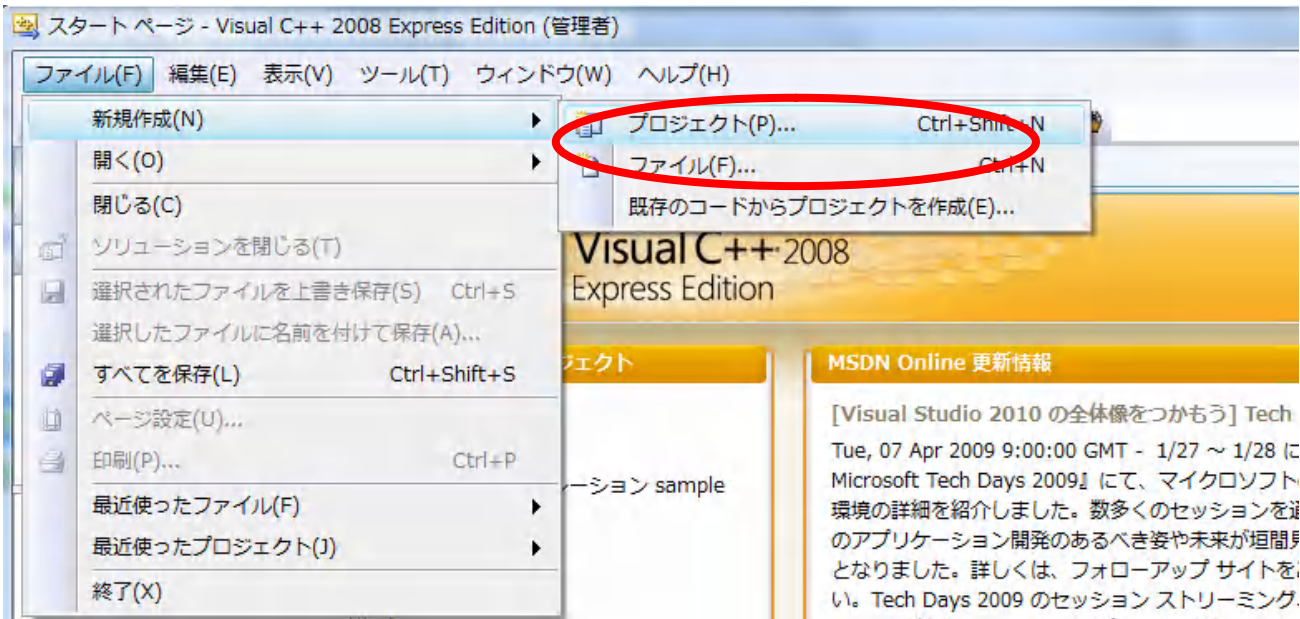 スタート ページ - Visual C++ 2008 Express Edition (管理者)
ファイル(F) 編集(E) 表示(V) ツール(T) ウィンドウ(W) ヘルプ(H)
新規作成(N)
開く(O)
閉じる(C)
ソリューションを閉じる(T)
選択されたファイルを上書き保存(S) Ctrl+S
選択したファイルに名前を付けて保存(A)...
すべてを保存(L) Ctrl+Shift+S
ページ設定(U)...
印刷(P)... Ctrl+P
最近使ったファイル(F)
最近使ったプロジェクト(J)
終了(X)
プロジェクト(P)... Ctrl+Shift+N
ファイル(F)... Ctrl+N
既存のコードからプロジェクトを作成(E)...
Visual C++ 2008
Express Edition
ジェクト
ーション sample
MSDN Online 更新情報
[Visual Studio 2010 の全体像をつかもう] Tech
Tue, 07 Apr 2009 9:00:00 GMT - 1/27 ～ 1/28 に
Microsoft Tech Days 2009』にて、マイクロソフト
環境の詳細を紹介しました。数多くのセッションを
のアプリケーション開発のあるべき姿や未来が垣間
となりました。詳しくは、フォローアップ サイトを
い。Tech Days 2009 のセッション ストリーミング